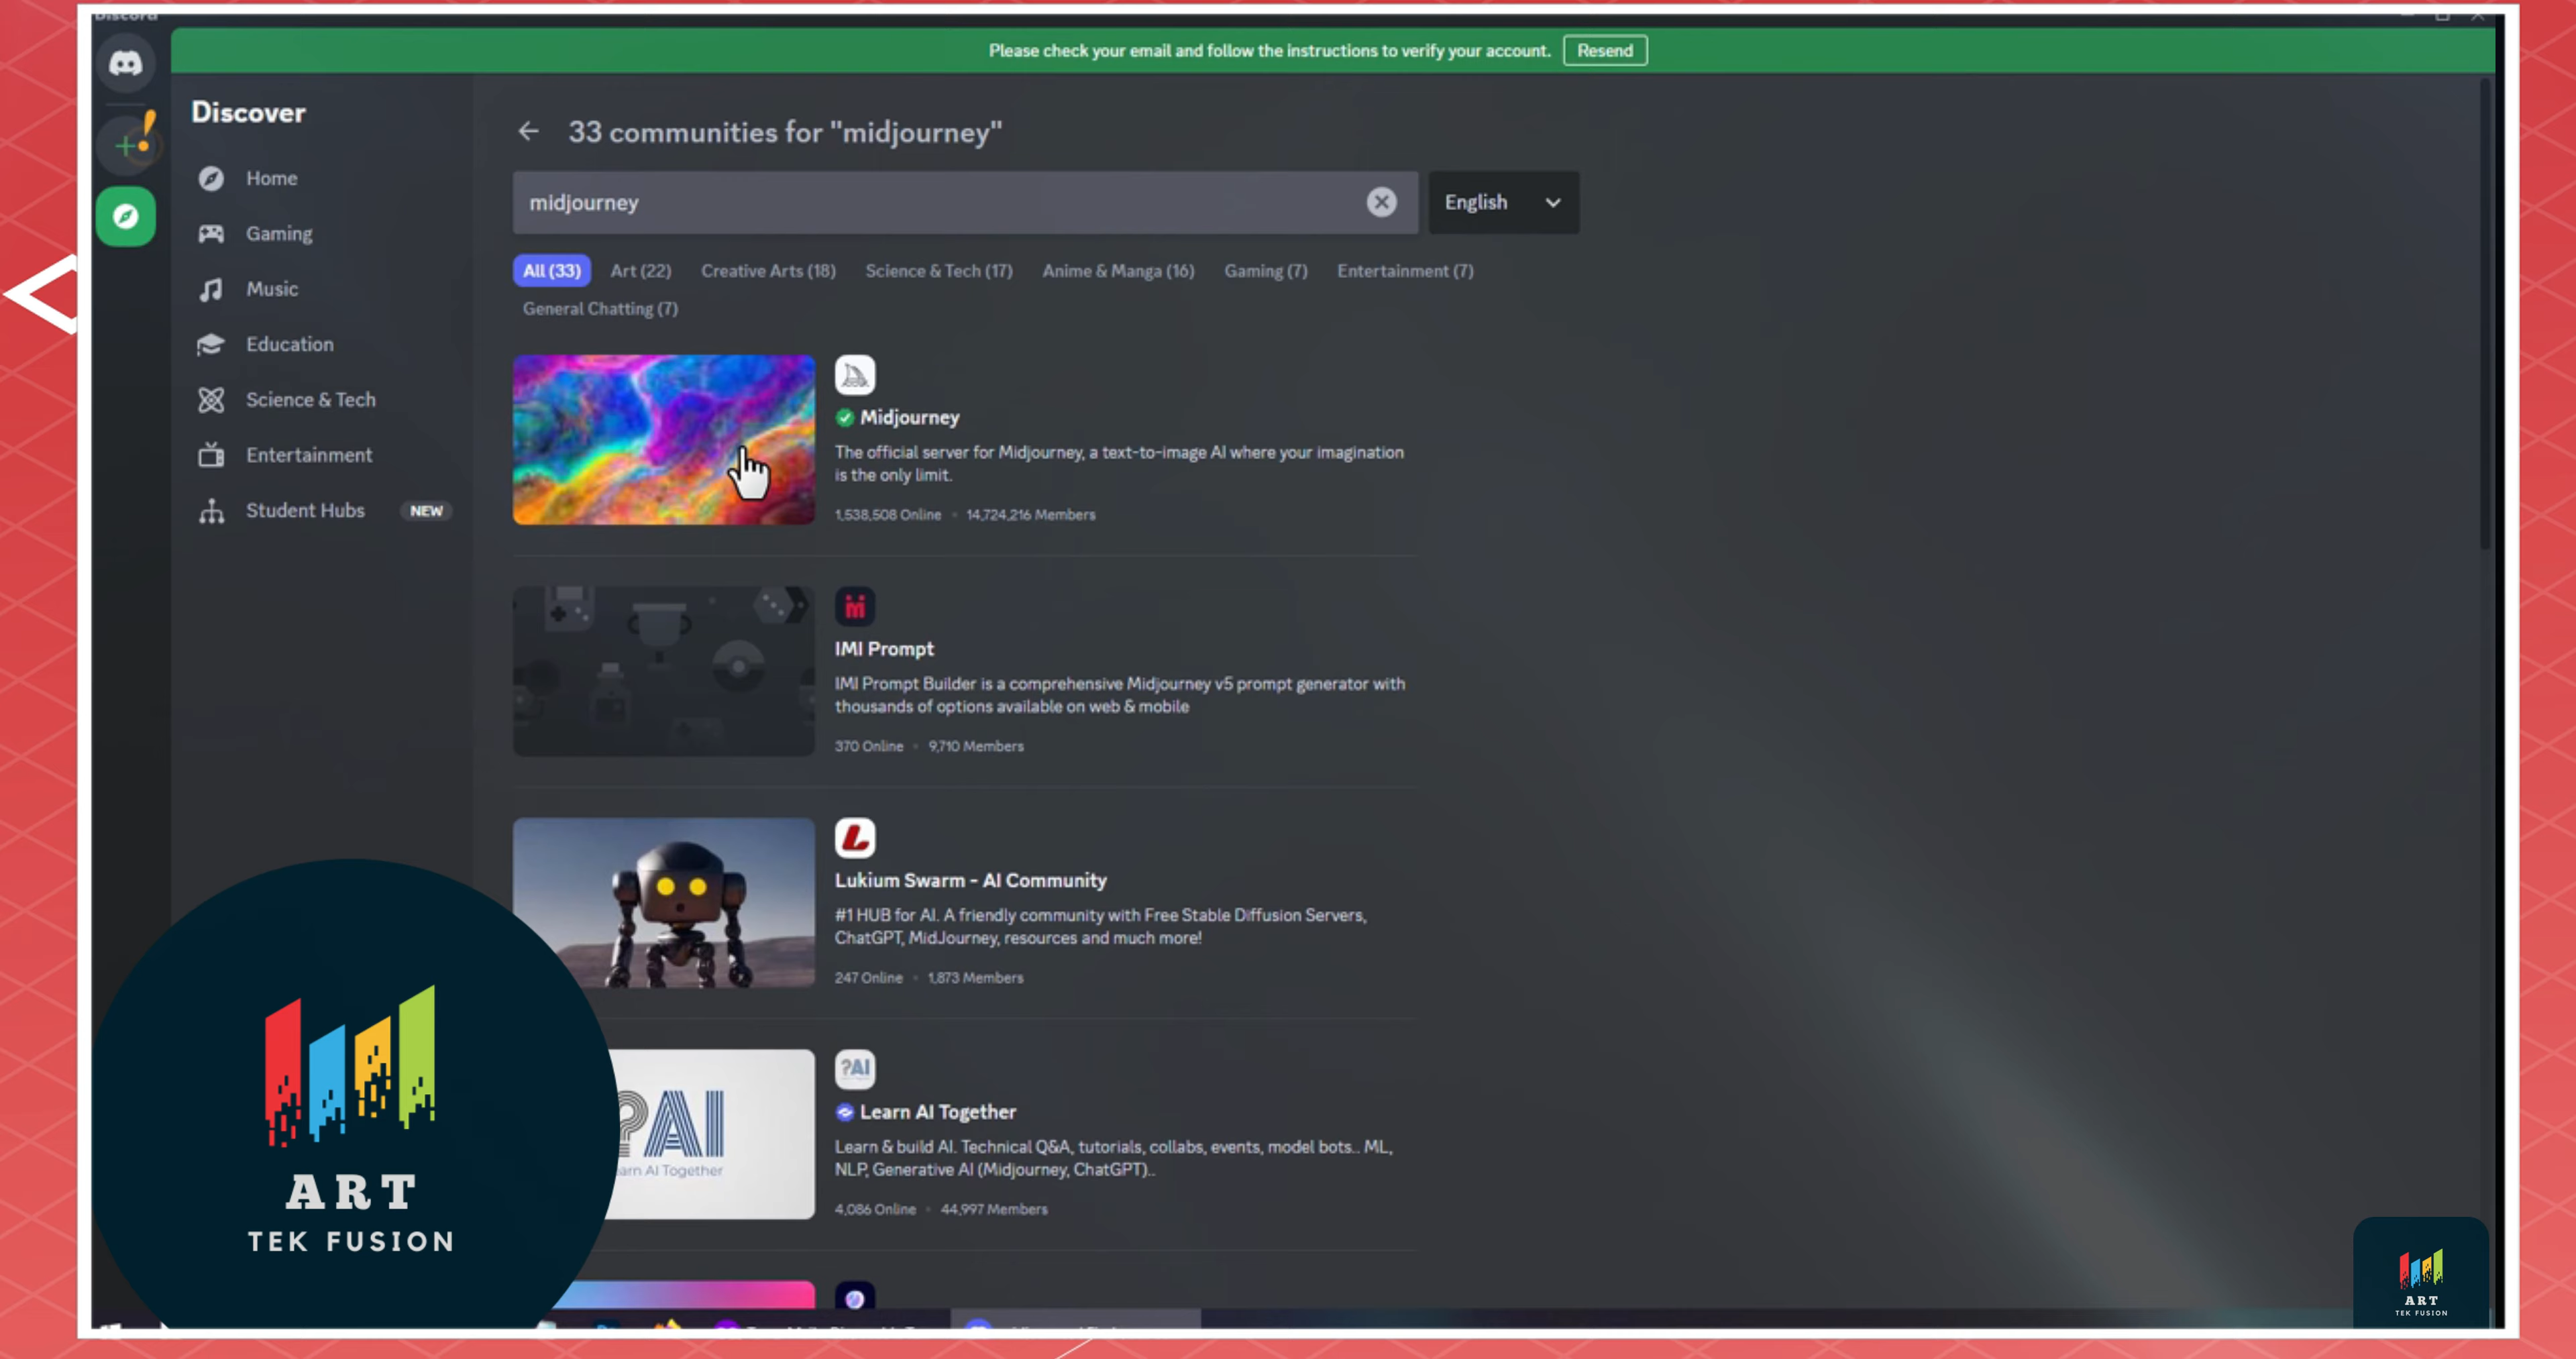 Discord
Please check your email and follow the instructions to verify your account.
Resend
Discover
Home
Gaming
Music
Education
Science & Tech
Entertainment
Student Hubs
NEW
33 communities for "midjourney"
midjourney
English
All (33)
Art (22)
Creative Arts (18)
Science & Tech (17)
Anime & Manga (16)
Gaming (7)
Entertainment (7)
General Chatting (7)
Midjourney
The official server for Midjourney, a text-to-image AI where your imagination
is the only limit.
1,538,508 Online • 14,724,216 Members
IMI Prompt
IMI Prompt Builder is a comprehensive Midjourney v5 prompt generator with
thousands of options available on web & mobile
370 Online • 9,710 Members
Lukium Swarm - AI Community
#1 HUB for AI. A friendly community with Free Stable Diffusion Servers,
ChatGPT, MidJourney, resources and much more!
247 Online • 1,873 Members
?AI
arn AI Together
?AI
Learn AI Together
Learn & build AI. Technical Q&A, tutorials, collabs, events, model bots.. ML,
NLP, Generative AI (Midjourney, ChatGPT)..
4,086 Online • 44,997 Members
ART
TEK FUSION
ART
TEK FUSION